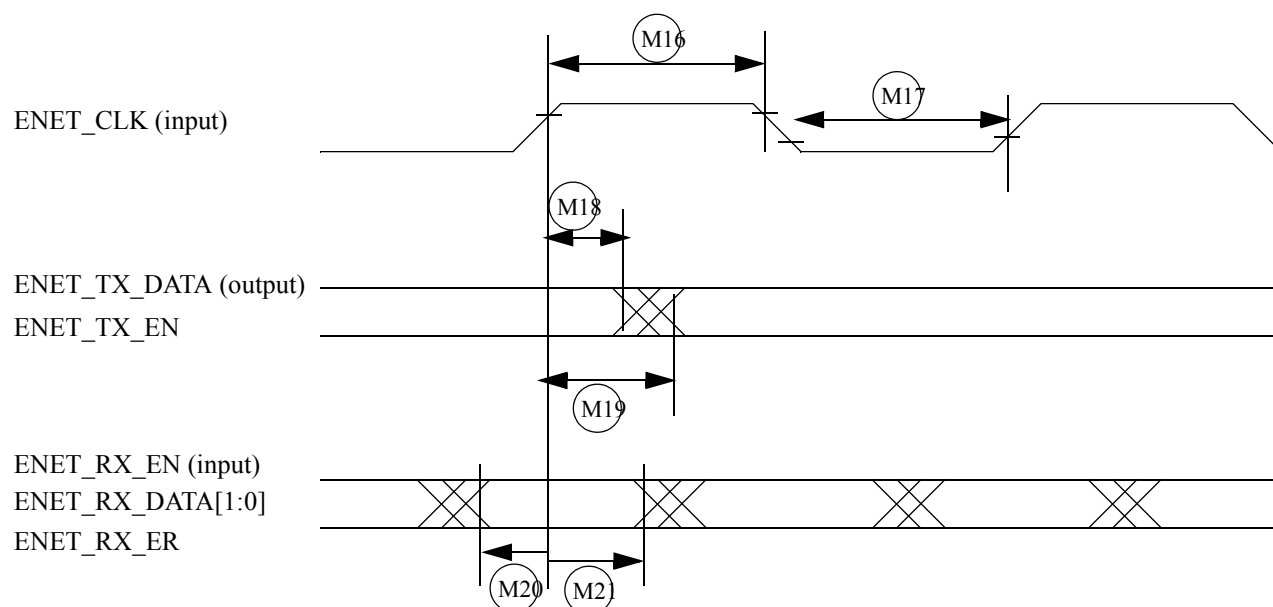 M16
M17
ENET_CLK (input)
M18
ENET_TX_DATA (output)
ENET_TX_EN
M19
ENET_RX_EN (input)
ENET_RX_DATA[1:0]
ENET_RX_ER
M20
M21